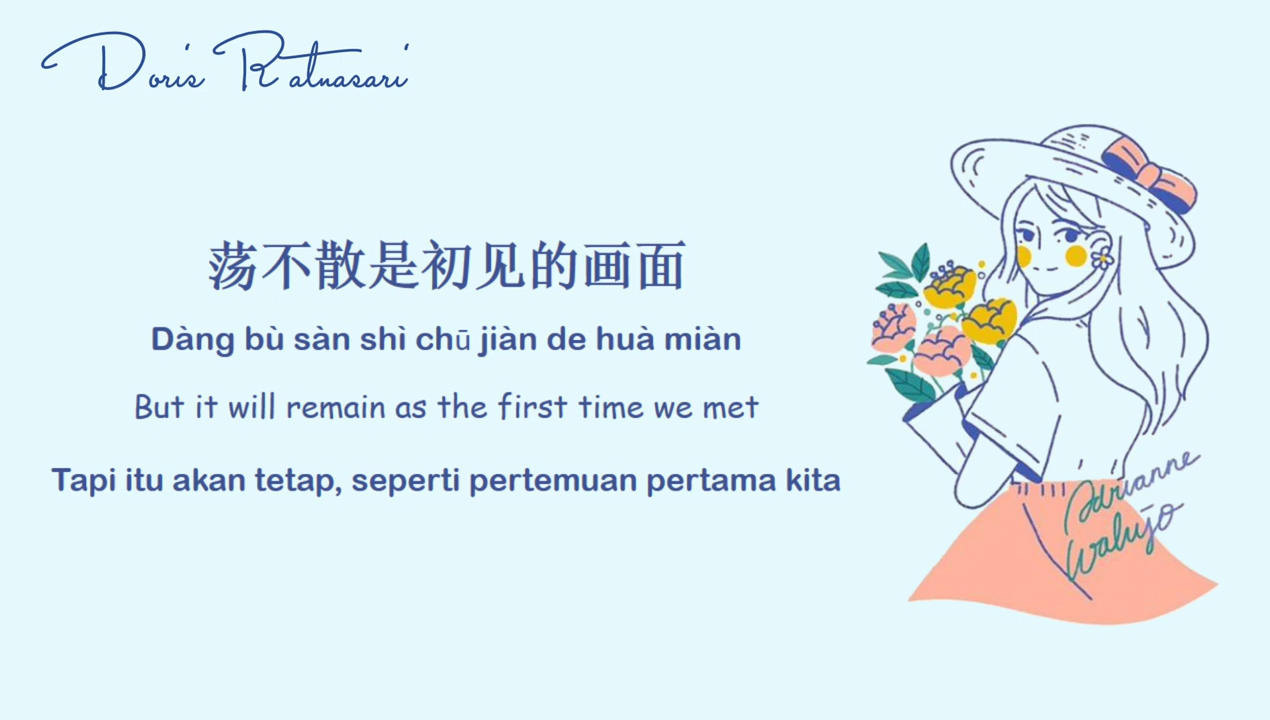 Doris Ratnasari
荡不散是初见的画面
Dàng bù sàn shì chū jiàn de huà miàn
But it will remain as the first time we met
Tapi itu akan tetap, seperti pertemuan pertama kita
Adrianne
Walujo